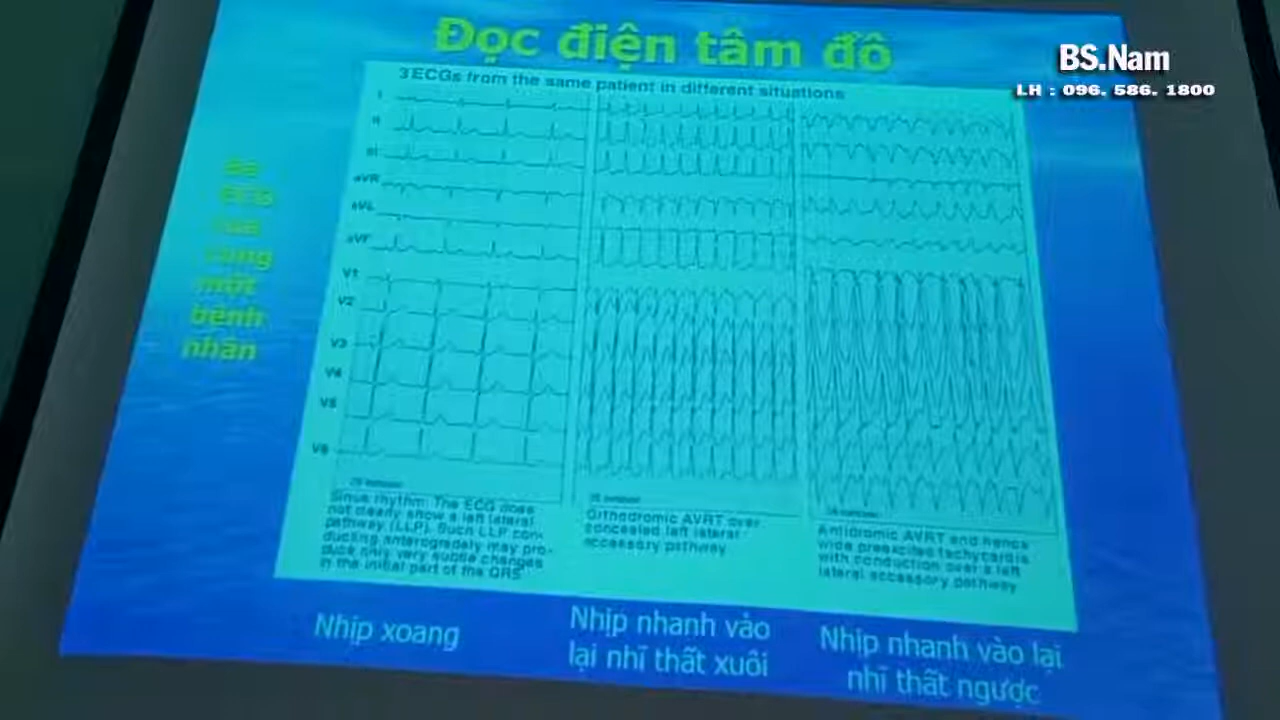 Đọc điện tâm đồ
BS.Nam
LH : 096. 586. 1800
3 ECGs from the same patient in different situations
Ba
ECG
của
cùng
một
bệnh
nhân
I
II
III
aVR
aVL
aVF
V1
V2
V3
V4
V5
V6
Sinus rhythm: The ECG does
not clearly show a left lateral
pathway (LLP). Such LLP con-
ducting anterogradely may pro-
duce only very subtle changes
in the initial part of the QRS
Orthodromic AVRT over
concealed left lateral
accessory pathway
Antidromic AVRT and hence
wide preexcited tachycardia
with conduction over a left
lateral accessory pathway
Nhịp xoang
Nhịp nhanh vào
lại nhĩ thất xuôi
Nhịp nhanh vào lại
nhĩ thất ngược